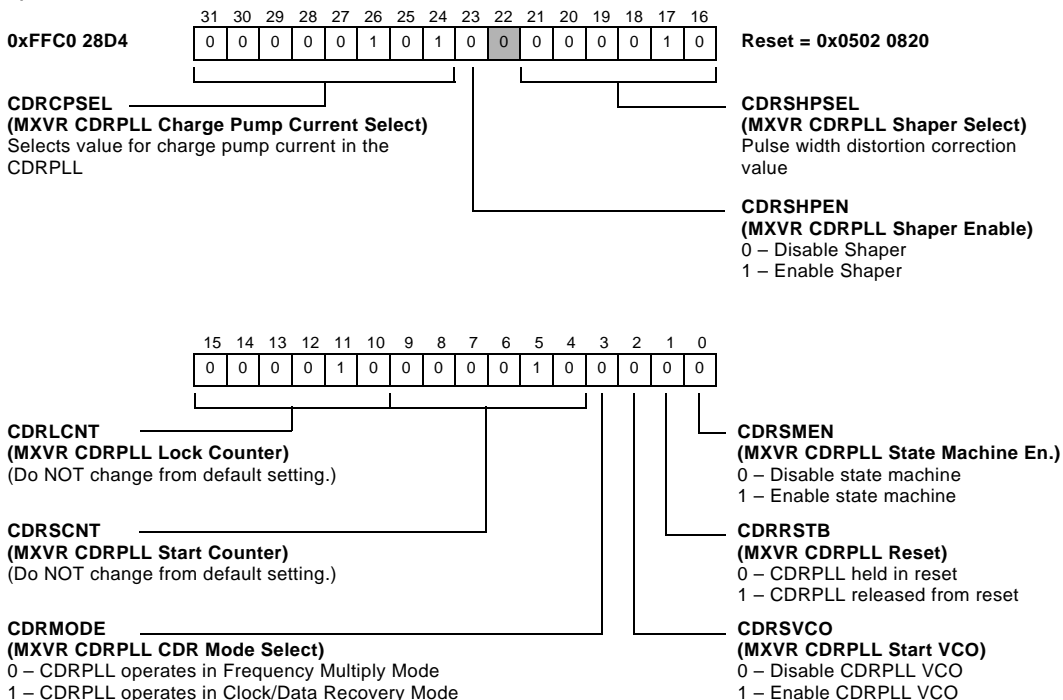 31 30 29 28 27 26 25 24 23 22 21 20 19 18 17 16
0xFFC0 28D4 0 0 0 0 0 1 0 1 0 0 0 0 0 0 1 0 Reset = 0x0502 0820
CDRCPSEL
(MXVR CDRPLL Charge Pump Current Select)
Selects value for charge pump current in the
CDRPLL
CDRSHPSEL
(MXVR CDRPLL Shaper Select)
Pulse width distortion correction
value
CDRSHPEN
(MXVR CDRPLL Shaper Enable)
0 – Disable Shaper
1 – Enable Shaper
15 14 13 12 11 10 9 8 7 6 5 4 3 2 1 0
0 0 0 0 1 0 0 0 0 0 1 0 0 0 0 0
CDRLCNT
(MXVR CDRPLL Lock Counter)
(Do NOT change from default setting.)
CDRSCNT
(MXVR CDRPLL Start Counter)
(Do NOT change from default setting.)
CDRMODE
(MXVR CDRPLL CDR Mode Select)
0 – CDRPLL operates in Frequency Multiply Mode
1 – CDRPLL operates in Clock/Data Recovery Mode
CDRSMEN
(MXVR CDRPLL State Machine En.)
0 – Disable state machine
1 – Enable state machine
CDRRSTB
(MXVR CDRPLL Reset)
0 – CDRPLL held in reset
1 – CDRPLL released from reset
CDRSVCO
(MXVR CDRPLL Start VCO)
0 – Disable CDRPLL VCO
1 – Enable CDRPLL VCO